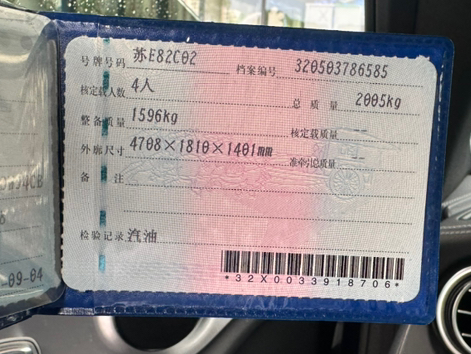 号牌号码 苏E82C02 档案编号 320503786585
核定载人数 4人 总质量 2005kg
整备质量 1596kg 核定载质量 --
外廓尺寸 4708×1810×1401mm 准牵引总质量 --
备注
检验记录 汽油
*32X0033918706*
-09-04